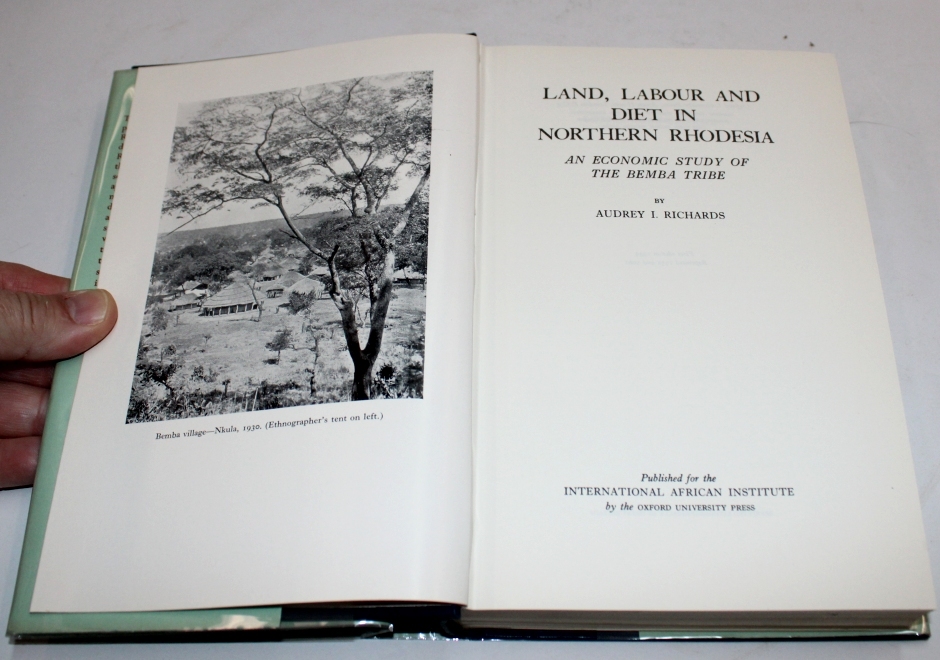 Bemba village—Nkula, 1930. (Ethnographer's tent on left.)
LAND, LABOUR AND
DIET IN
NORTHERN RHODESIA
AN ECONOMIC STUDY OF
THE BEMBA TRIBE
BY
AUDREY I. RICHARDS
Published for the
INTERNATIONAL AFRICAN INSTITUTE
by the OXFORD UNIVERSITY PRESS